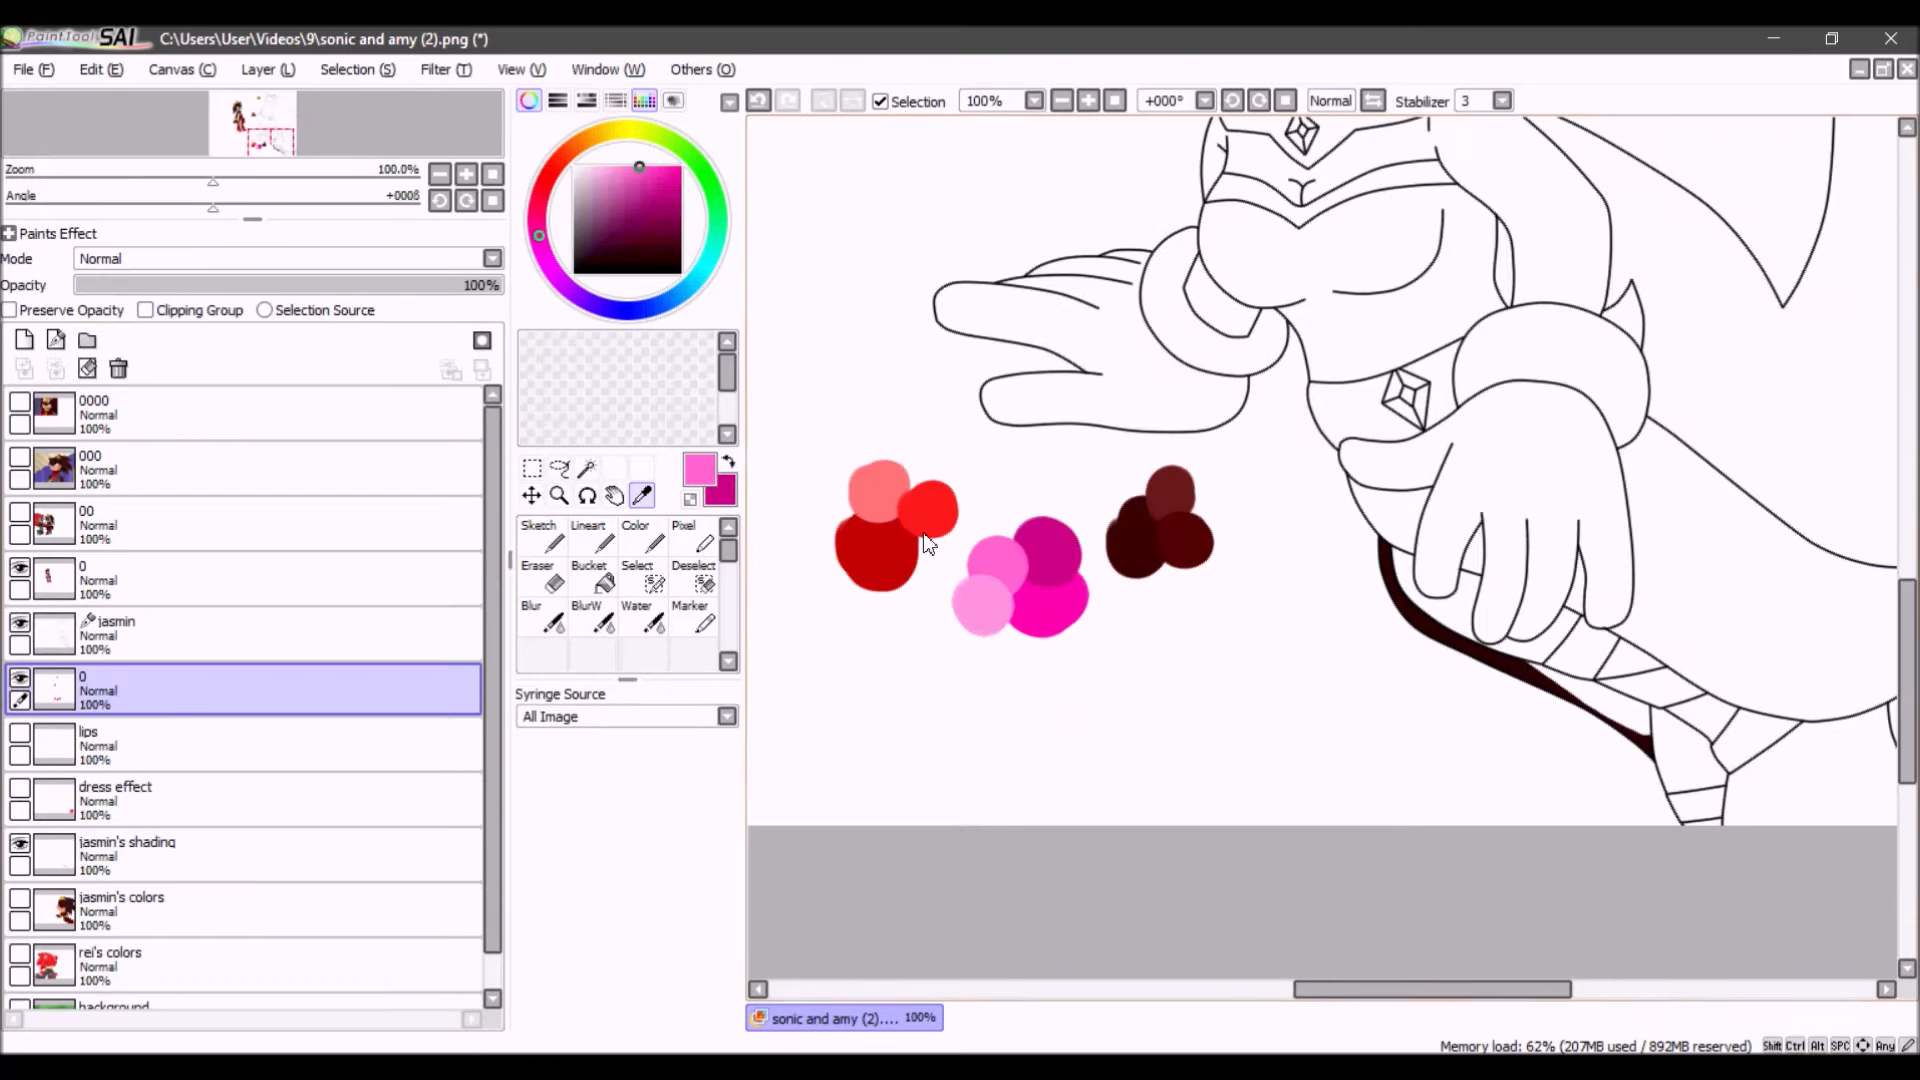 PaintTool SAI C:\Users\User\Videos\9\sonic and amy (2).png (*)
File (F) Edit (E) Canvas (C) Layer (L) Selection (S) Filter (T) View (V) Window (W) Others (O)
Selection 100% +000° Normal Stabilizer 3
Zoom 100.0%
Angle
Paints Effect
Mode Normal
Opacity 100%
Preserve Opacity Clipping Group Selection Source
0000
Normal
100%
000
Normal
100%
00
Normal
100%
0
Normal
100%
jasmin
Normal
100%
0
Normal
100%
lips
Normal
100%
dress effect
Normal
100%
jasmin's shading
Normal
100%
jasmin's colors
Normal
100%
rei's colors
Normal
100%
background
Sketch Lineart Color Pixel
Eraser Bucket Select Deselect
Blur BlurW Water Marker
Syringe Source
All Image
sonic and amy (2).... 100%
Memory load: 62% (207MB used / 892MB reserved) Shift Ctrl Alt SPC Any